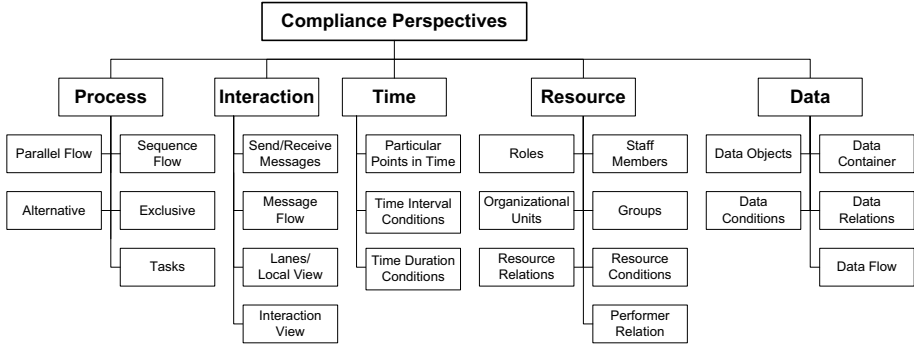 Compliance Perspectives
Process
Interaction
Time
Resource
Data
Parallel Flow
Sequence
Flow
Alternative
Exclusive
Tasks
Send/Receive
Messages
Message
Flow
Lanes/
Local View
Interaction
View
Particular
Points in Time
Time Interval
Conditions
Time Duration
Conditions
Roles
Staff
Members
Organizational
Units
Groups
Resource
Relations
Resource
Conditions
Performer
Relation
Data Objects
Data
Container
Data
Conditions
Data
Relations
Data Flow